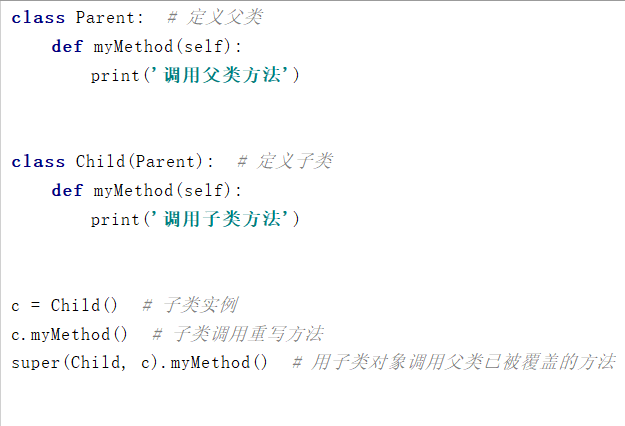 class Parent:  # 定义父类
    def myMethod(self):
        print('调用父类方法')
class Child(Parent):  # 定义子类
    def myMethod(self):
        print('调用子类方法')
c = Child()  # 子类实例
c.myMethod()  # 子类调用重写方法
super(Child, c).myMethod()  # 用子类对象调用父类已被覆盖的方法